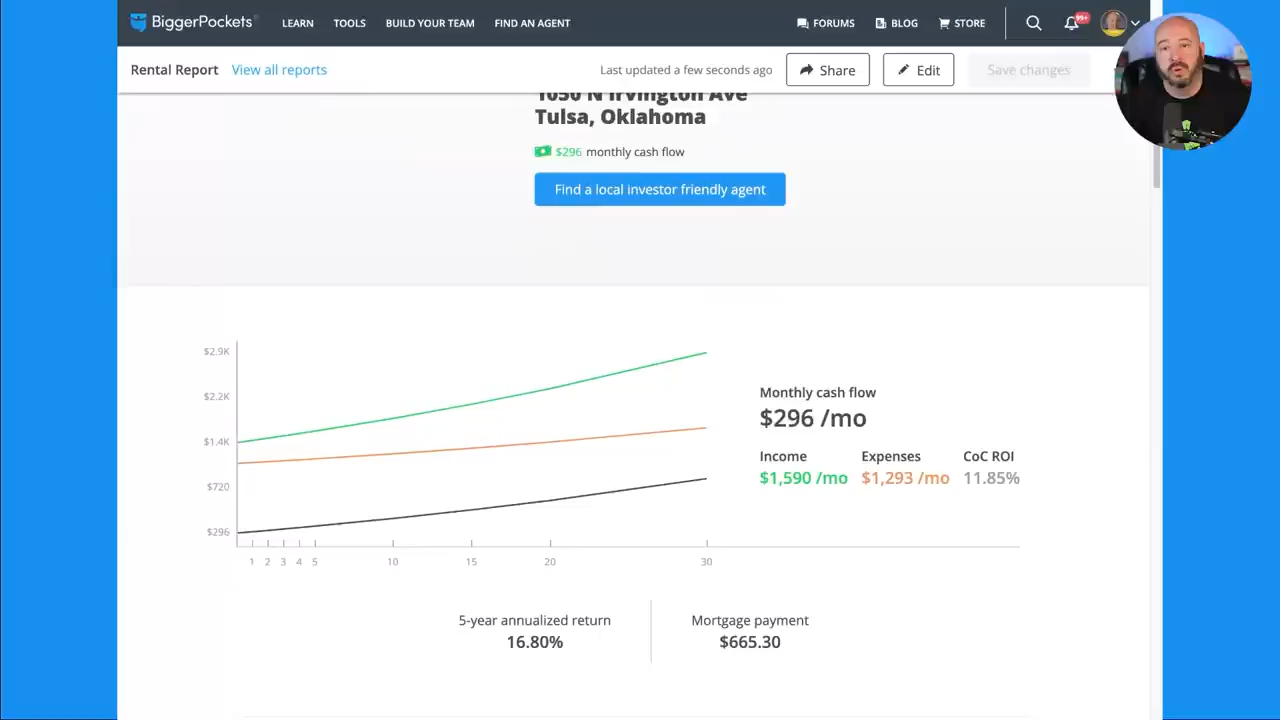 BiggerPockets
LEARN TOOLS BUILD YOUR TEAM FIND AN AGENT FORUMS BLOG STORE 99+
Rental Report View all reports Last updated a few seconds ago Share Edit Save changes
1050 N Irvington Ave
Tulsa, Oklahoma
$296 monthly cash flow
Find a local investor friendly agent
$2.9K
$2.2K
$1.4K
$720
$296
1 2 3 4 5 10 15 20 30
Monthly cash flow
$296 /mo
Income Expenses CoC ROI
$1,590 /mo $1,293 /mo 11.85%
5-year annualized return Mortgage payment
16.80% $665.30